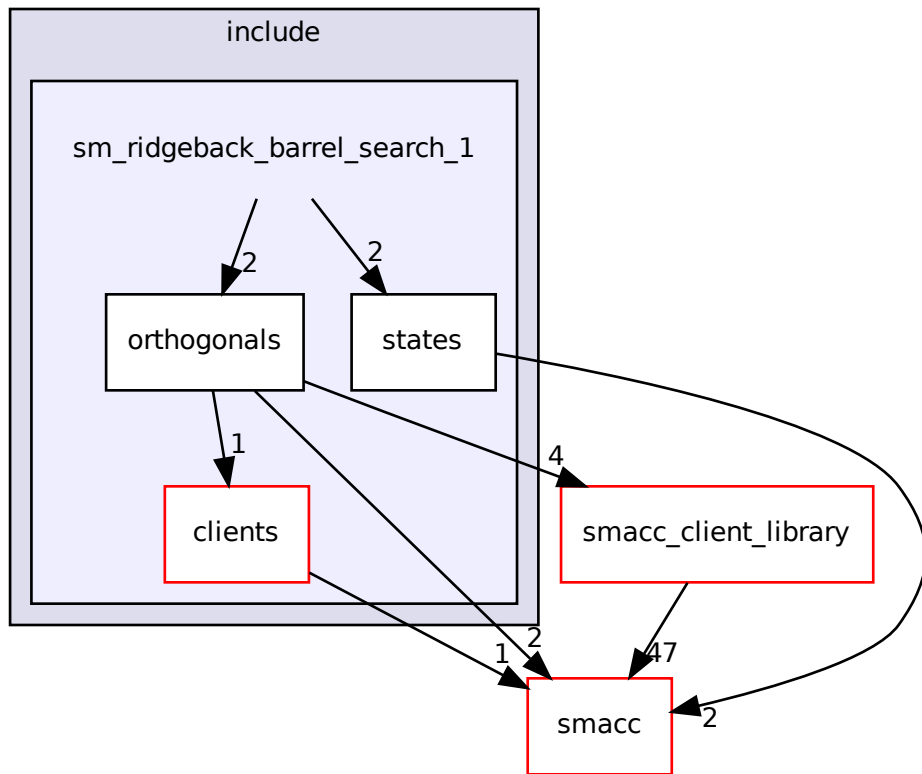 include
sm_ridgeback_barrel_search_1
2
2
orthogonals
states
1
4
clients
smacc_client_library
1
2
47
2
smacc